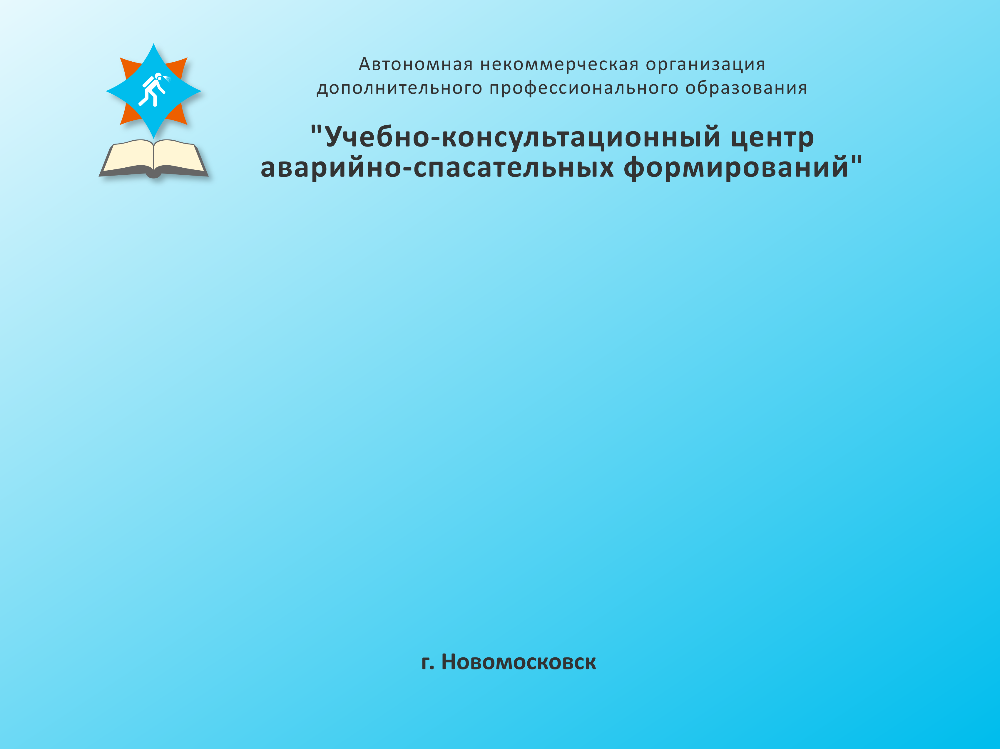 Автономная некоммерческая организация
дополнительного профессионального образования
"Учебно-консультационный центр
аварийно-спасательных формирований"
г. Новомосковск